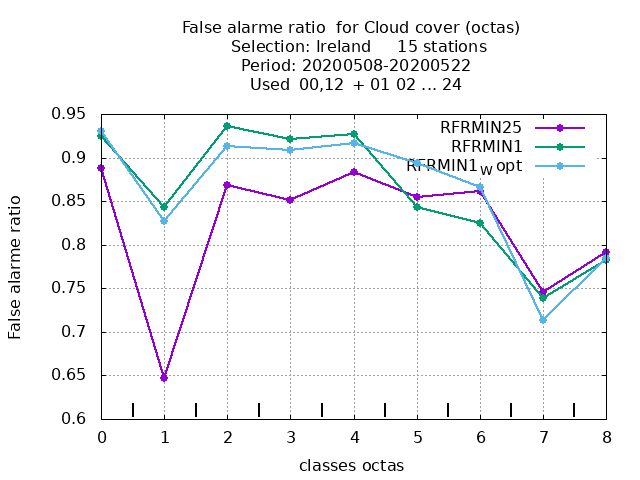 False alarme ratio  for Cloud cover (octas)
Selection: Ireland     15 stations
Period: 20200508-20200522
Used  00,12  + 01 02 ... 24
RFRMIN25
RFRMIN1
RFRMIN1_W opt
False alarme ratio
0.95
0.9
0.85
0.8
0.75
0.7
0.65
0.6
0 1 2 3 4 5 6 7 8
classes octas